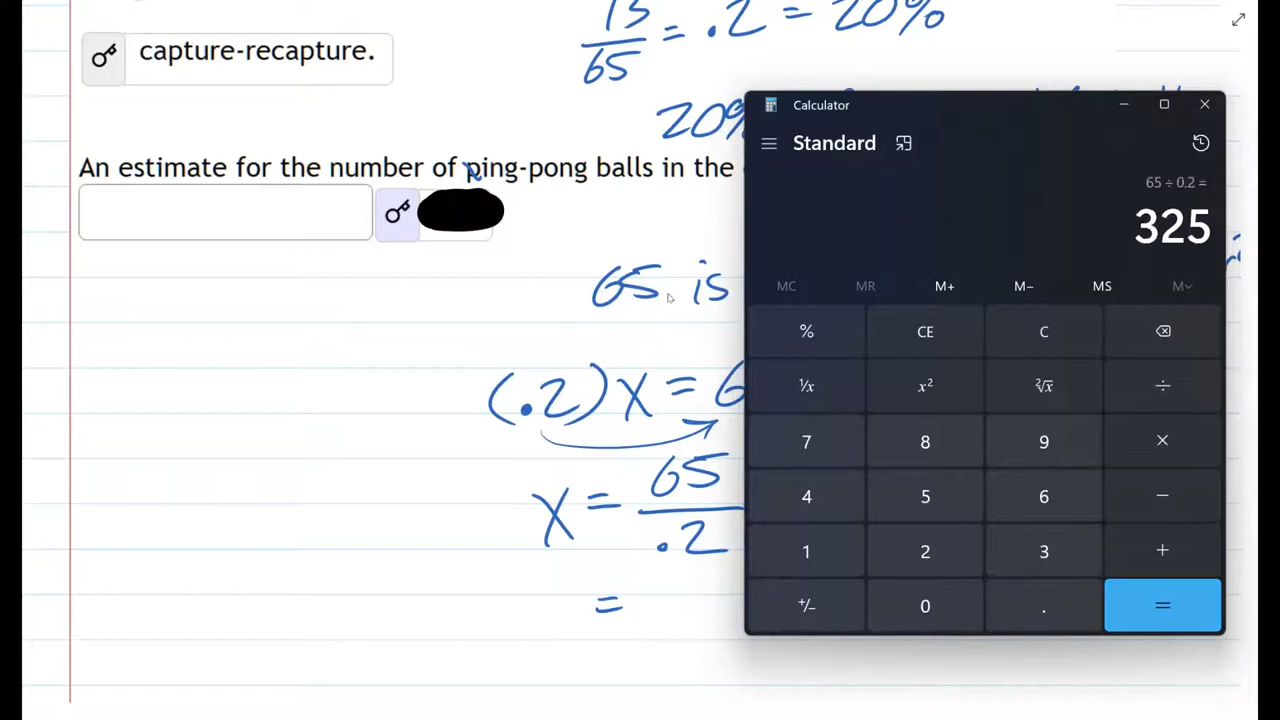 13/65 = .2 = 20%
capture-recapture.
20%
An estimate for the number of ping-pong balls in the
65 is
(.2)x = 6
x = 65/.2
=
Calculator
Standard
65 ÷ 0.2 =
325
MC MR M+ M− MS M˅
% CE C
¹/x x² ²√x ÷
7 8 9 ×
4 5 6 −
1 2 3 +
+/− 0 . =